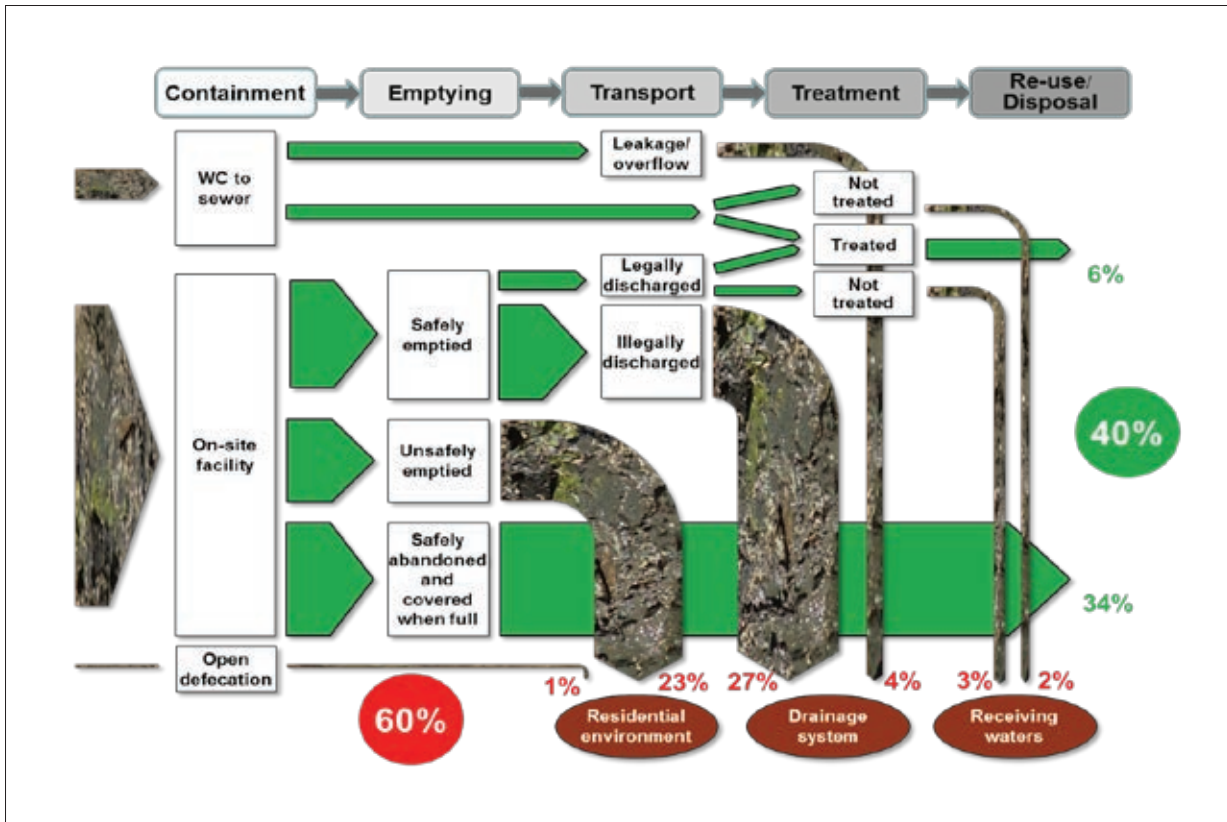 Containment
Emptying
Transport
Treatment
Re-use/
Disposal
WC to
sewer
Leakage/
overflow
Not
treated
Treated
6%
Legally
discharged
Not
treated
Safely
emptied
Illegally
discharged
On-site
facility
Unsafely
emptied
40%
Safely
abandoned
and
covered
when full
34%
Open
defecation
60%
1%
23%
27%
4%
3%
2%
Residential
environment
Drainage
system
Receiving
waters